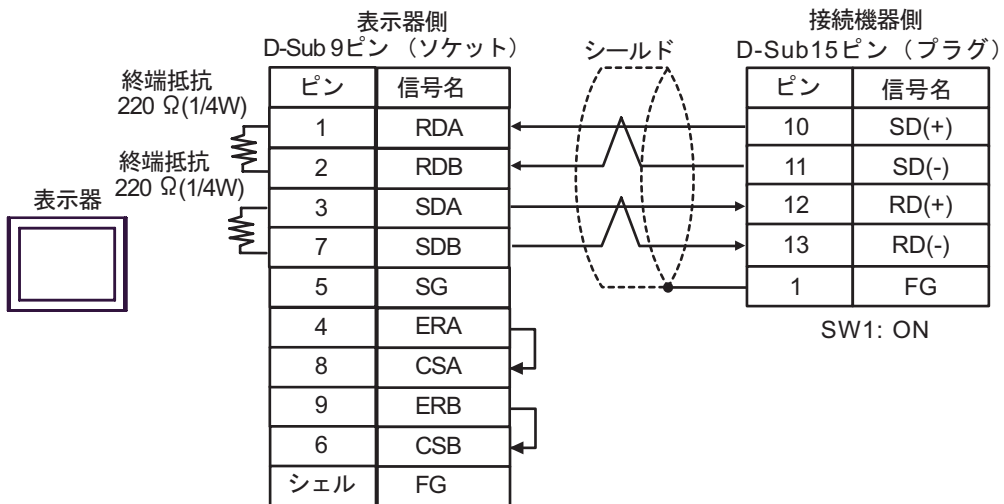 表示器側
D-Sub 9ピン （ソケット）
シールド
接続機器側
D-Sub15ピン（プラグ）
終端抵抗
220 Ω(1/4W)
終端抵抗
220 Ω(1/4W)
表示器
ピン 信号名
1 RDA
2 RDB
3 SDA
7 SDB
5 SG
4 ERA
8 CSA
9 ERB
6 CSB
シェル FG
ピン 信号名
10 SD(+)
11 SD(-)
12 RD(+)
13 RD(-)
1 FG
SW1: ON